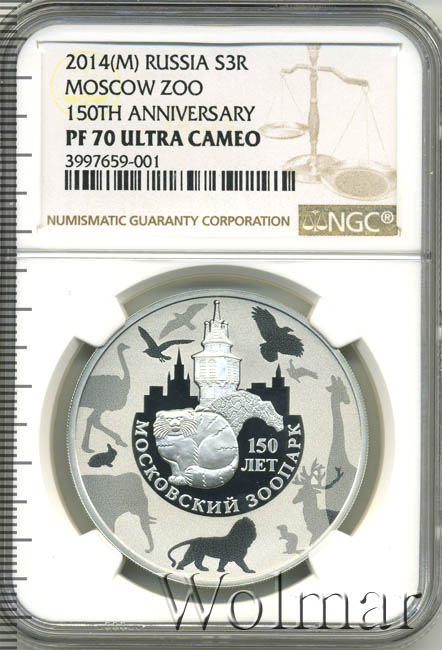 2014(M) RUSSIA S3R
MOSCOW ZOO
150TH ANNIVERSARY
PF 70 ULTRA CAMEO
3997659-001
NUMISMATIC GUARANTY CORPORATION
NGC®
150
ЛЕТ
МОСКОВСКИЙ ЗООПАРК
Wolmar